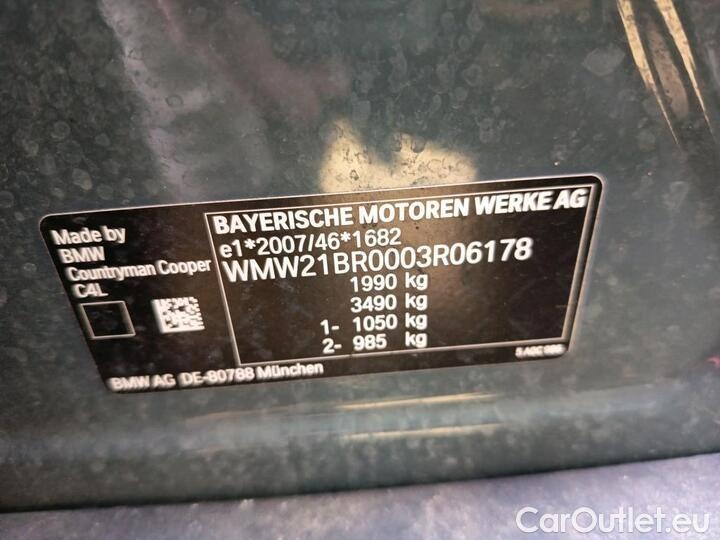 BAYERISCHE MOTOREN WERKE AG
e1*2007/46*1682
WMW21BR0003R06178
1990 kg
3490 kg
1- 1050 kg
2- 985 kg
Made by
BMW
Countryman Cooper
C4L
BMW AG DE-80788 München
CarOutlet.eu